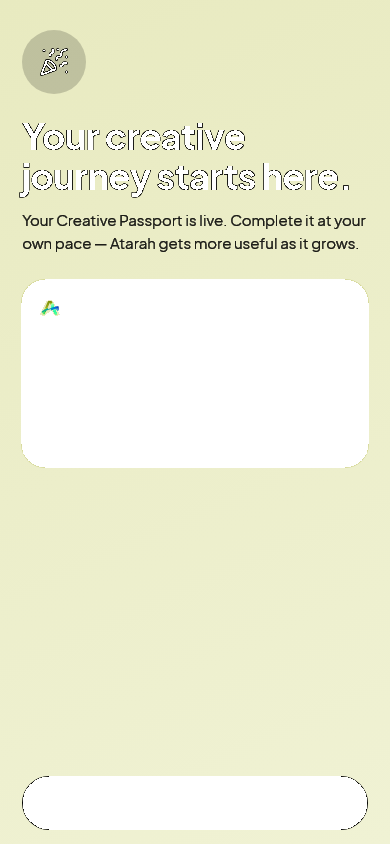 Your creative
journey starts here.
Your Creative Passport is live. Complete it at your
own pace — Atarah gets more useful as it grows.